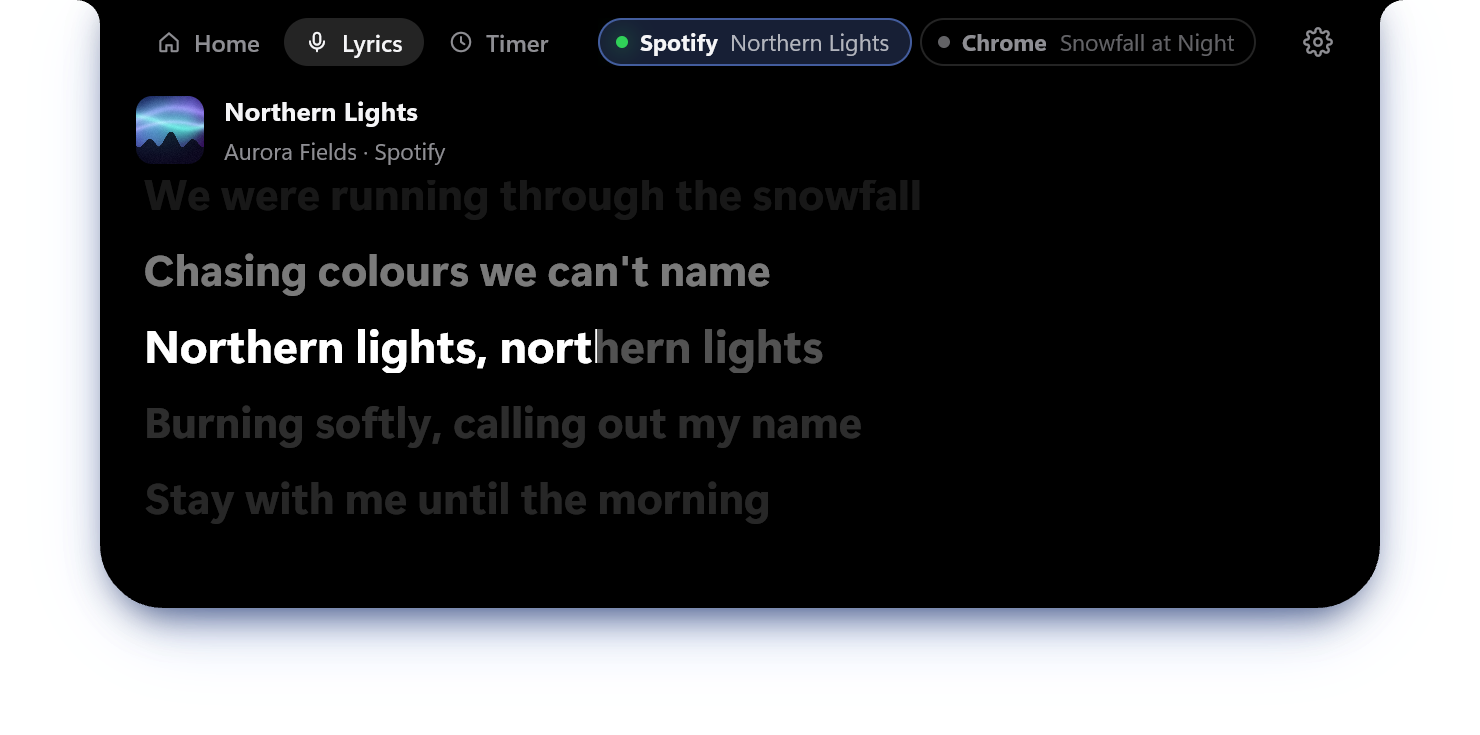 Home Lyrics Timer Spotify Northern Lights Chrome Snowfall at Night
Northern Lights
Aurora Fields · Spotify
We were running through the snowfall
Chasing colours we can't name
Northern lights, northern lights
Burning softly, calling out my name
Stay with me until the morning